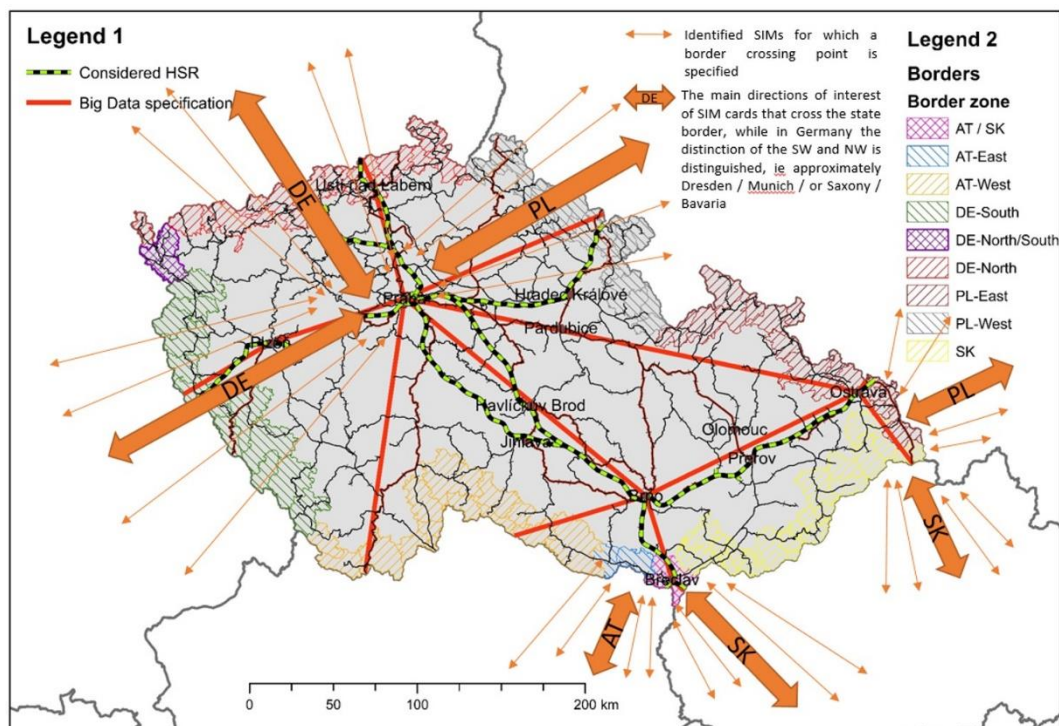 Legend 1
Considered HSR
Big Data specification
Identified SIMs for which a
border crossing point is
specified
DE
The main directions of interest
of SIM cards that cross the state
border, while in Germany the
distinction of the SW and NW is
distinguished, ie approximately
Dresden / Munich / or Saxony /
Bavaria
Legend 2
Borders
Border zone
AT / SK
AT-East
AT-West
DE-South
DE-North/South
DE-North
PL-East
PL-West
SK
DE
PL
Ústí nad Labem
Hradec Králové
Pardubice
Plzeň
DE
Havlíčkův Brod
Jihlava
Olomouc
Ostrava
PL
Přerov
Brno
SK
Břeclav
AT
SK
0 50 100 200 km